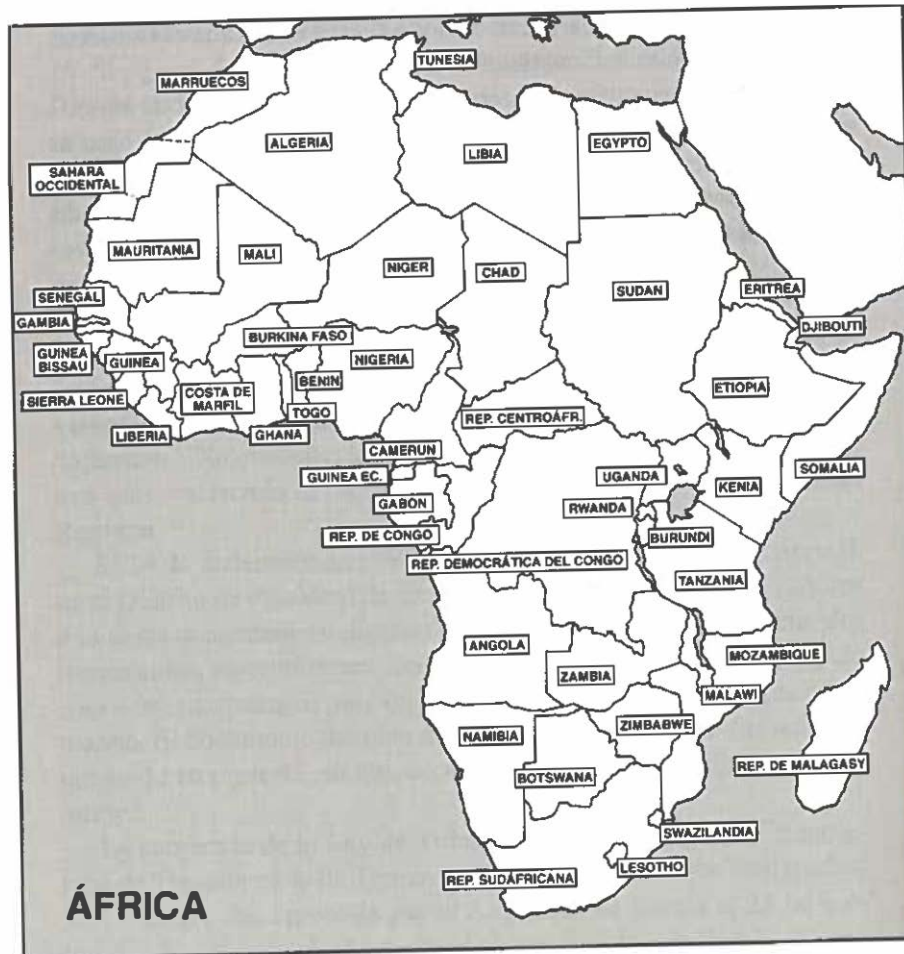 TUNESIA
MARRUECOS
ALGERIA
LIBIA
EGYPTO
SAHARA
OCCIDENTAL
MAURITANIA
MALI
NIGER
CHAD
SUDAN
ERITREA
SENEGAL
GAMBIA
DJIBOUTI
BURKINA FASO
GUINEA
BISSAU
GUINEA
NIGERIA
BENIN
ETIOPIA
COSTA DE
MARFIL
SIERRA LEONE
TOGO
REP. CENTROÁFR.
LIBERIA
GHANA
CAMERUN
UGANDA
SOMALIA
GUINEA EC.
KENIA
GABÓN
RWANDA
REP. DE CONGO
BURUNDI
REP. DEMOCRÁTICA DEL CONGO
TANZANIA
ANGOLA
MOZAMBIQUE
ZAMBIA
MALAWI
NAMIBIA
ZIMBABWE
REP. DE MALAGASY
BOTSWANA
SWAZILANDIA
LESOTHO
REP. SUDÁFRICANA
ÁFRICA